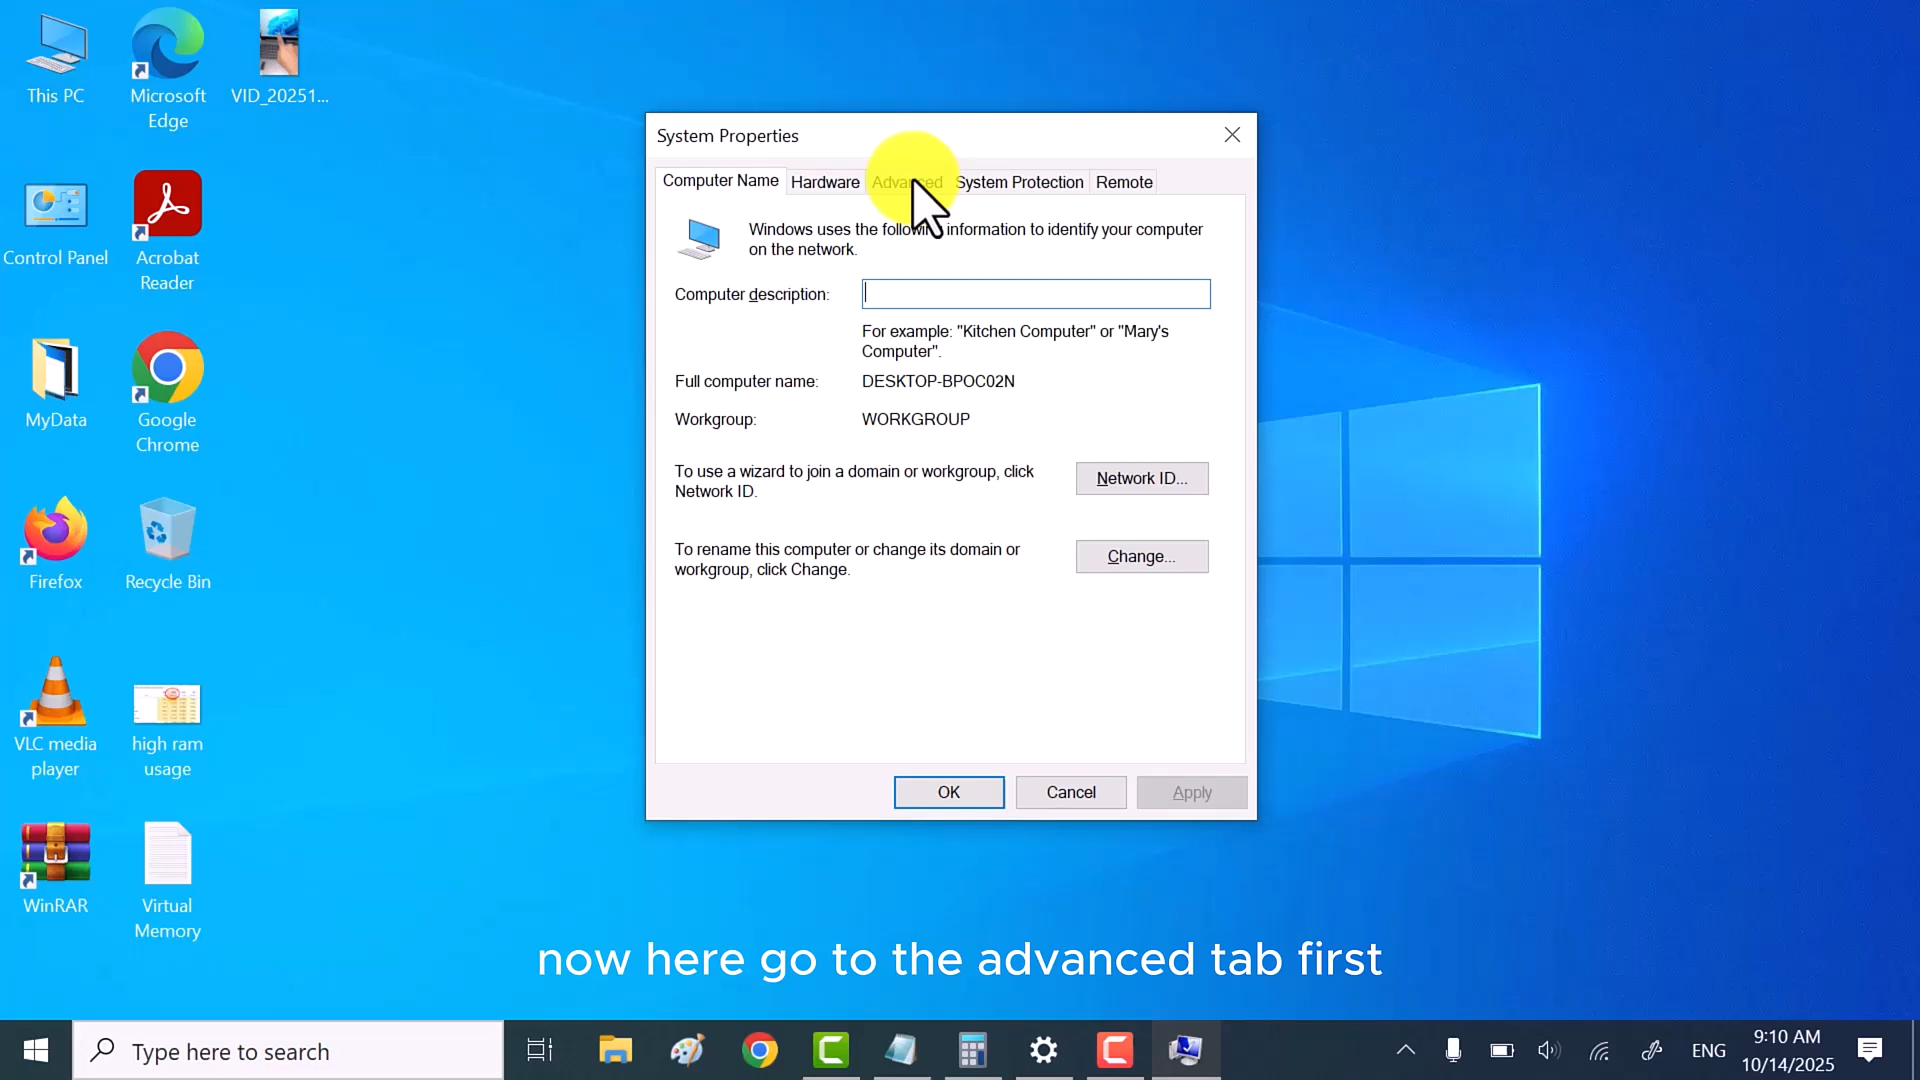 This PC
Microsoft
Edge
VID_20251...
Control Panel
Acrobat
Reader
MyData
Google
Chrome
Firefox
Recycle Bin
VLC media
player
high ram
usage
WinRAR
Virtual
Memory
System Properties
Computer Name
Hardware
Advanced
System Protection
Remote
Windows uses the following information to identify your computer
on the network.
Computer description:
For example: "Kitchen Computer" or "Mary's
Computer".
Full computer name:
DESKTOP-BPOC02N
Workgroup:
WORKGROUP
To use a wizard to join a domain or workgroup, click
Network ID.
Network ID...
To rename this computer or change its domain or
workgroup, click Change.
Change...
OK
Cancel
Apply
now here go to the advanced tab first
Type here to search
ENG
9:10 AM
10/14/2025